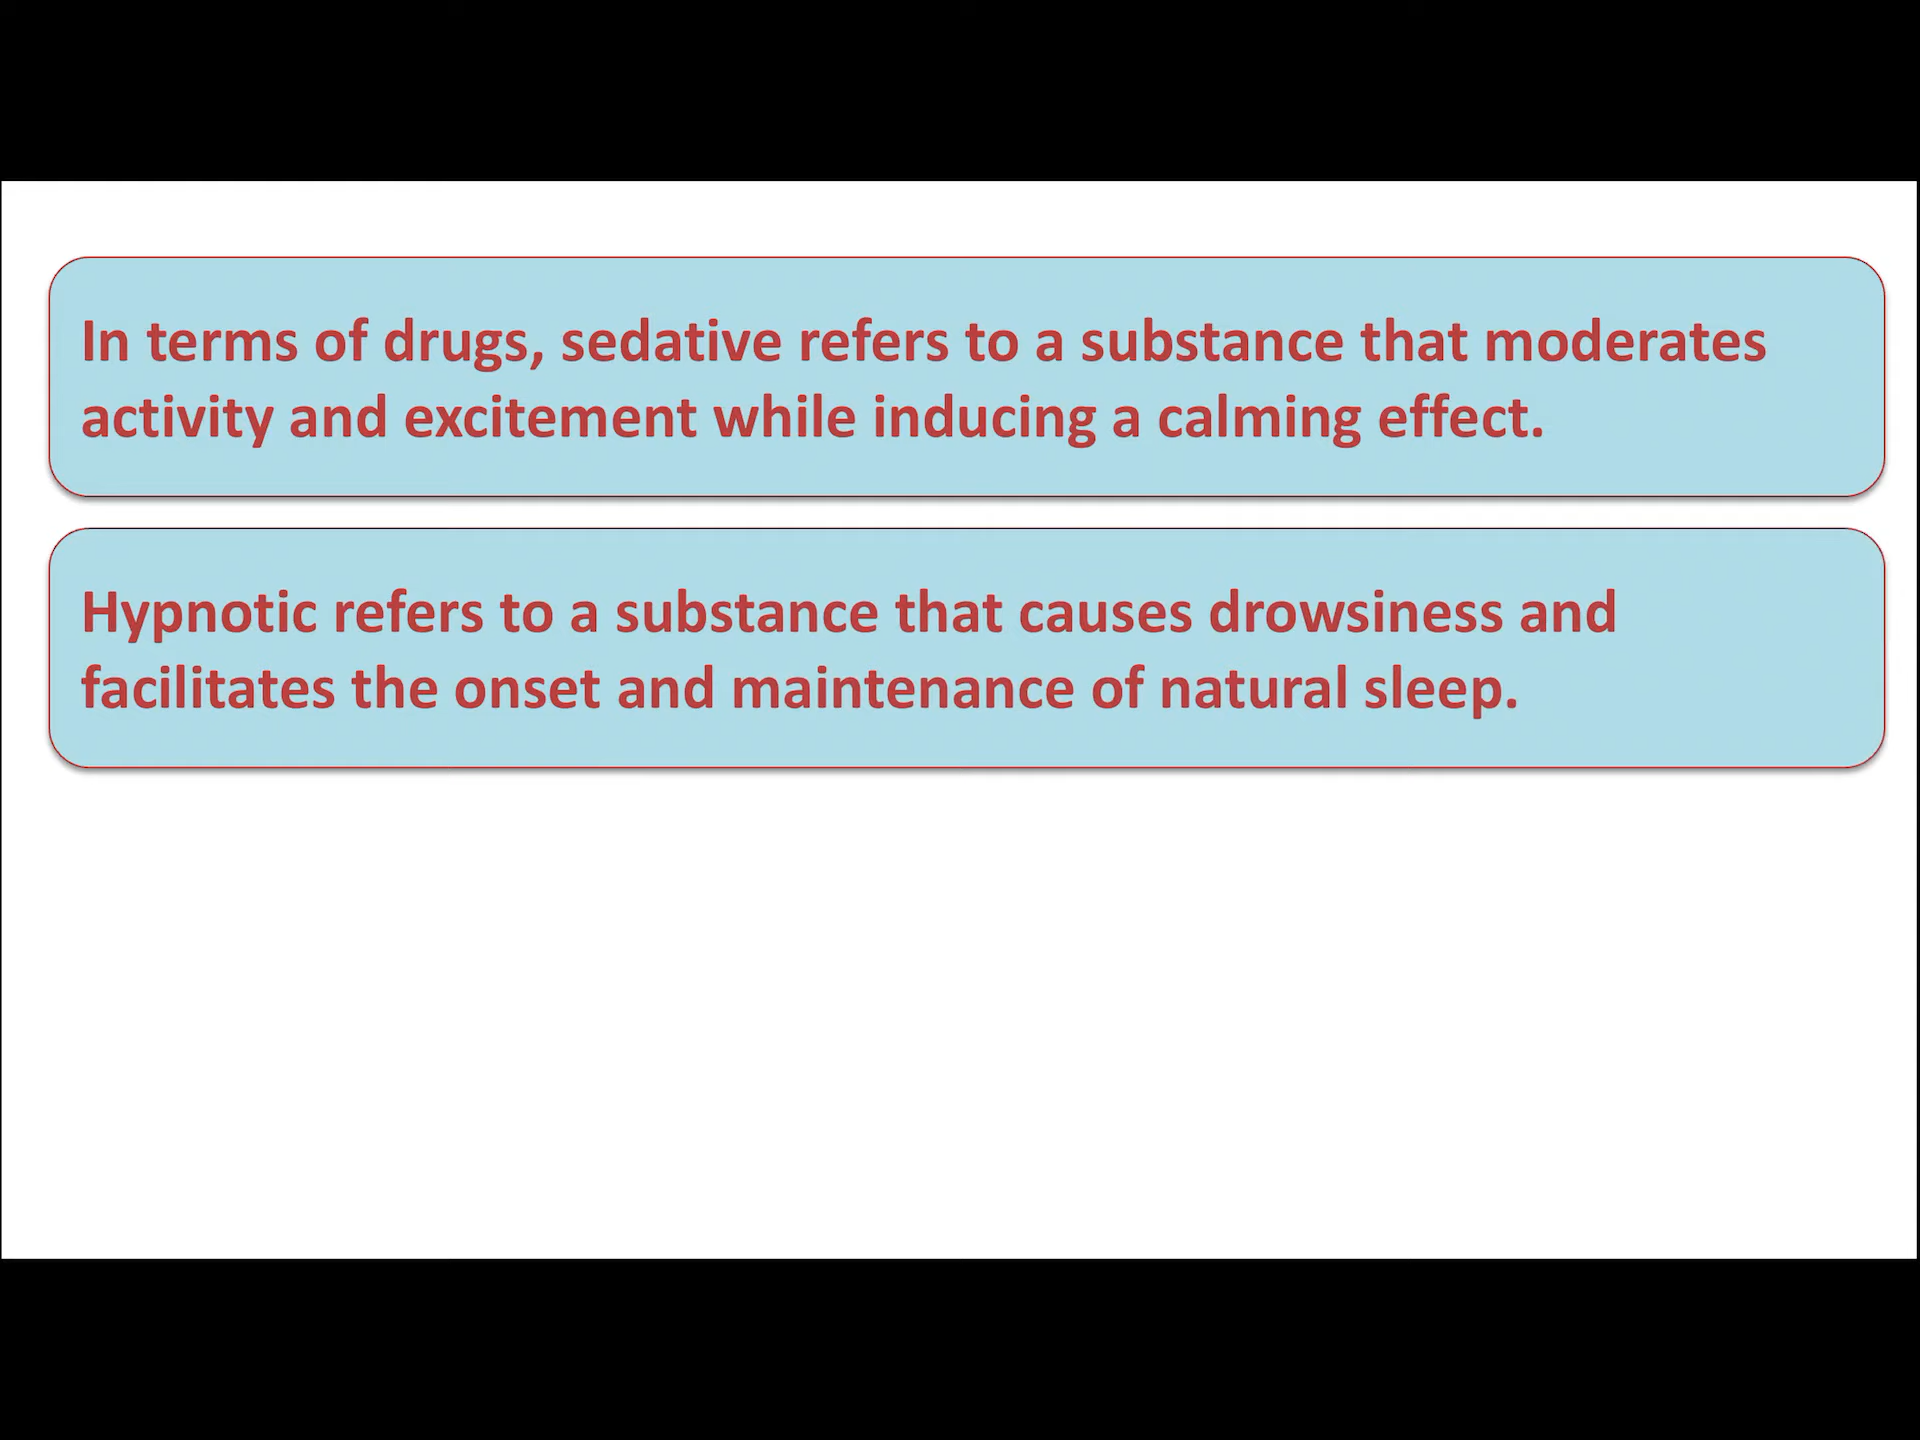 In terms of drugs, sedative refers to a substance that moderates
activity and excitement while inducing a calming effect.
Hypnotic refers to a substance that causes drowsiness and
facilitates the onset and maintenance of natural sleep.